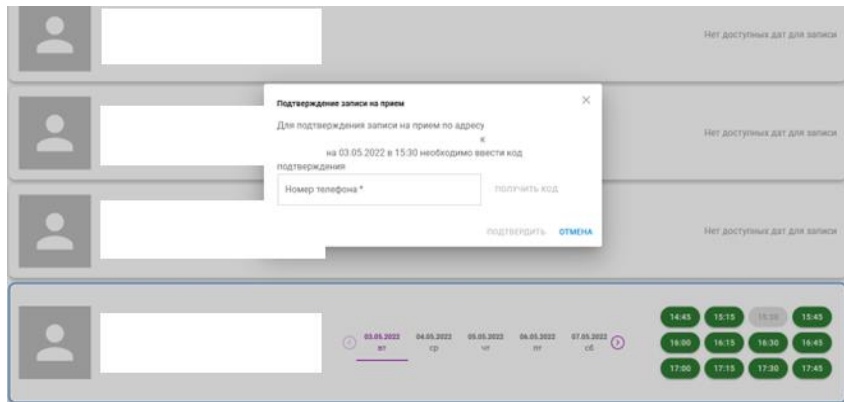 Нет доступных дат для записи
Подтверждение записи на прием
Для подтверждения записи на прием по адресу
к
на 03.05.2022 в 15:30 необходимо ввести код
подтверждения
Нет доступных дат для записи
Номер телефона *
ПОЛУЧИТЬ КОД
ПОДТВЕРДИТЬ ОТМЕНА
Нет доступных дат для записи
03.05.2022 04.05.2022 05.05.2022 06.05.2022 07.05.2022
вт ср чт пт сб
14:45 15:15 15:30 15:45
16:00 16:15 16:30 16:45
17:00 17:15 17:30 17:45